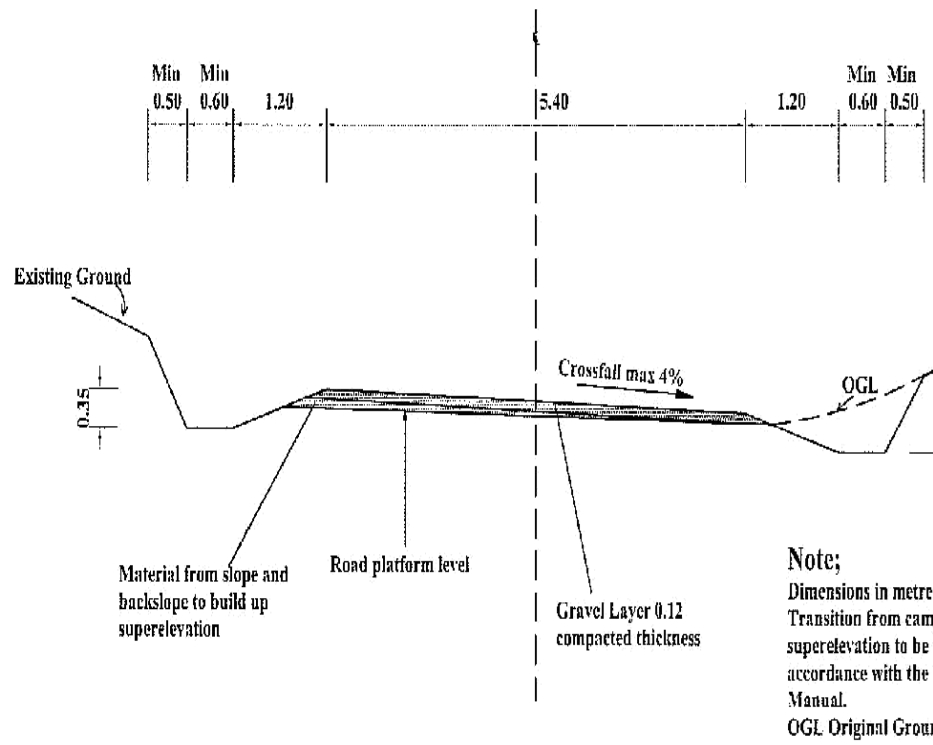 ℄
Min Min
0.50 0.60 1.20 5.40 1.20
Min Min
0.60 0.50
Existing Ground
0.35
Crossfall max 4%
OGL
Material from slope and
backslope to build up
superelevation
Road platform level
Gravel Layer 0.12
compacted thickness
Note;
Dimensions in metre
Transition from cam
superelevation to be
accordance with the
Manual.
OGL Original Groun